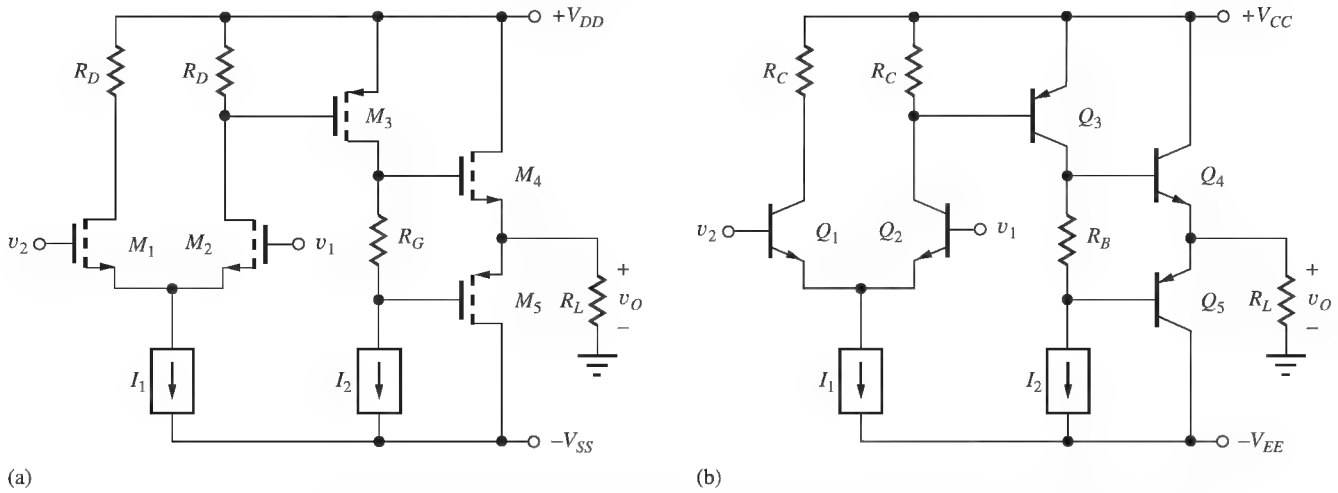 +V_DD
R_D
R_D
M_3
M_4
v_2
M_1
M_2
v_1
R_G
M_5
R_L
+
v_O
−
I_1
I_2
−V_SS
(a)
+V_CC
R_C
R_C
Q_3
Q_4
v_2
Q_1
Q_2
v_1
R_B
Q_5
R_L
+
v_O
−
I_1
I_2
−V_EE
(b)